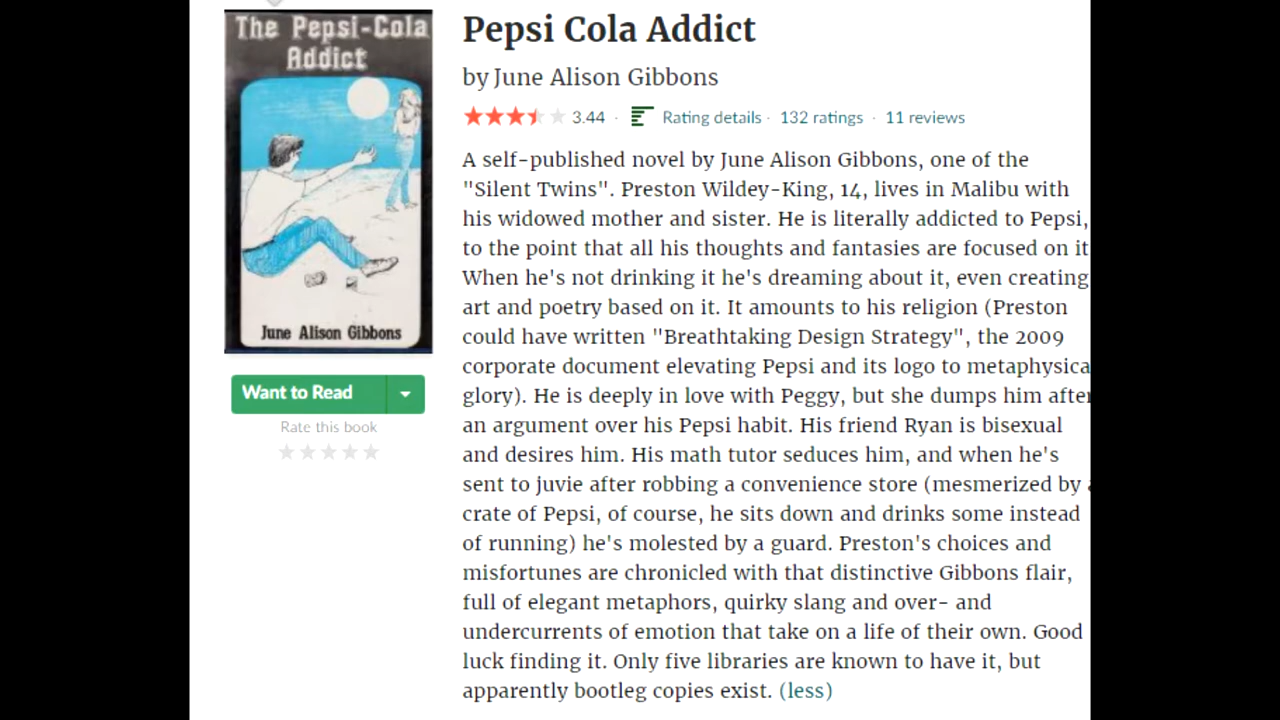 The Pepsi-Cola
Addict
June Alison Gibbons
Want to Read
Rate this book
Pepsi Cola Addict
by June Alison Gibbons
3.44 · Rating details · 132 ratings · 11 reviews
A self-published novel by June Alison Gibbons, one of the
"Silent Twins". Preston Wildey-King, 14, lives in Malibu with
his widowed mother and sister. He is literally addicted to Pepsi,
to the point that all his thoughts and fantasies are focused on it
When he's not drinking it he's dreaming about it, even creating
art and poetry based on it. It amounts to his religion (Preston
could have written "Breathtaking Design Strategy", the 2009
corporate document elevating Pepsi and its logo to metaphysica
glory). He is deeply in love with Peggy, but she dumps him after
an argument over his Pepsi habit. His friend Ryan is bisexual
and desires him. His math tutor seduces him, and when he's
sent to juvie after robbing a convenience store (mesmerized by a
crate of Pepsi, of course, he sits down and drinks some instead
of running) he's molested by a guard. Preston's choices and
misfortunes are chronicled with that distinctive Gibbons flair,
full of elegant metaphors, quirky slang and over- and
undercurrents of emotion that take on a life of their own. Good
luck finding it. Only five libraries are known to have it, but
apparently bootleg copies exist. (less)